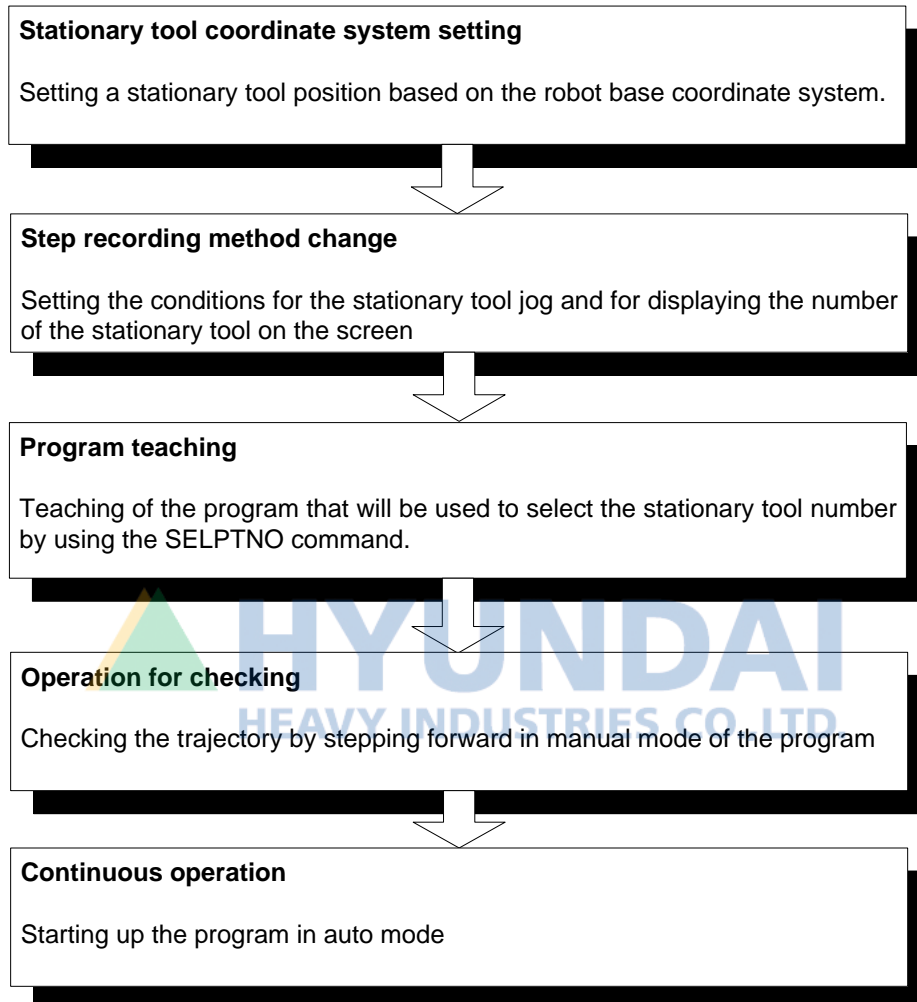 Stationary tool coordinate system setting
Setting a stationary tool position based on the robot base coordinate system.
Step recording method change
Setting the conditions for the stationary tool jog and for displaying the number
of the stationary tool on the screen
Program teaching
Teaching of the program that will be used to select the stationary tool number
by using the SELPTNO command.
HYUNDAI
Operation for checking
HEAVY INDUSTRIES CO.,LTD.
Checking the trajectory by stepping forward in manual mode of the program
Continuous operation
Starting up the program in auto mode